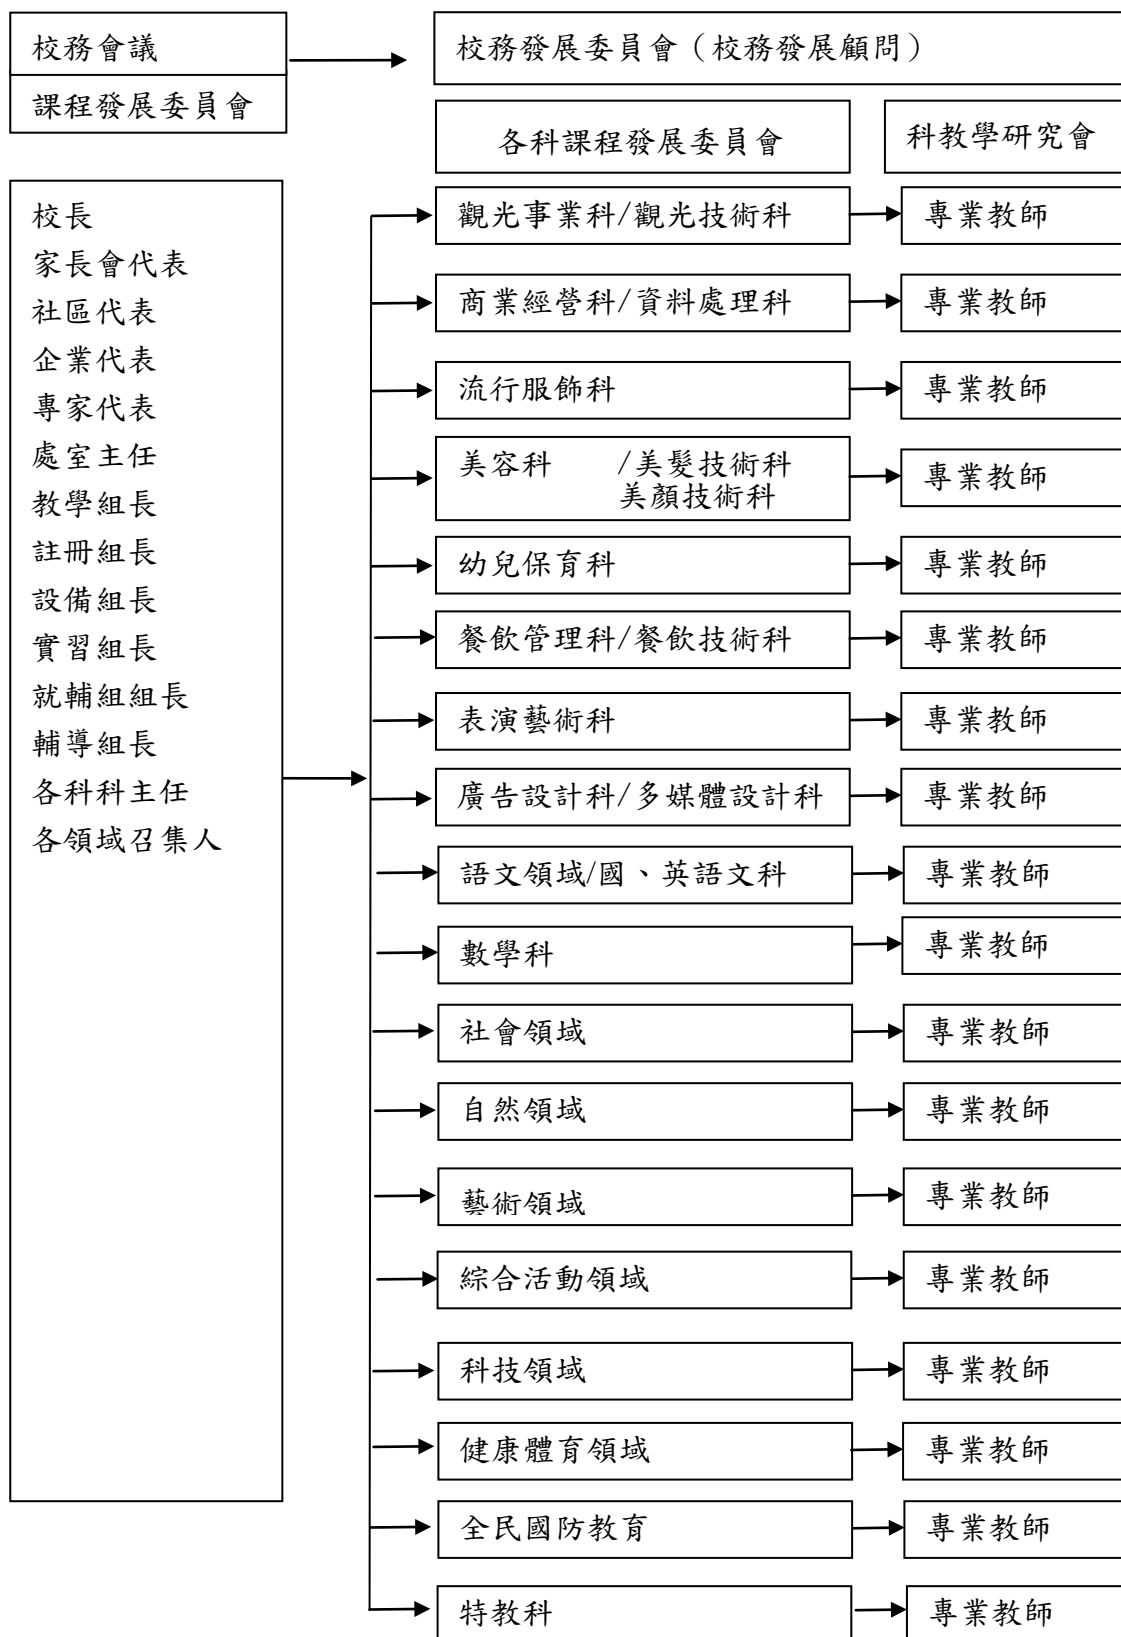 校務會議
課程發展委員會
校務發展委員會（校務發展顧問）
各科課程發展委員會
科教學研究會
校長
家長會代表
社區代表
企業代表
專家代表
處室主任
教學組長
註冊組長
設備組長
實習組長
就輔組組長
輔導組長
各科科主任
各領域召集人
觀光事業科/觀光技術科
專業教師
商業經營科/資料處理科
專業教師
流行服飾科
專業教師
美容科 /美髮技術科
美顏技術科
專業教師
幼兒保育科
專業教師
餐飲管理科/餐飲技術科
專業教師
表演藝術科
專業教師
廣告設計科/多媒體設計科
專業教師
語文領域/國、英語文科
專業教師
數學科
專業教師
社會領域
專業教師
自然領域
專業教師
藝術領域
專業教師
綜合活動領域
專業教師
科技領域
專業教師
健康體育領域
專業教師
全民國防教育
專業教師
特教科
專業教師